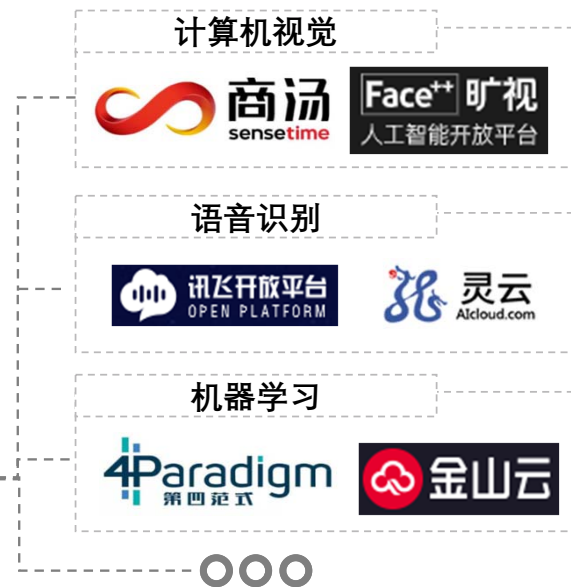 计算机视觉
商汤
sensetime
Face++ 旷视
人工智能开放平台
语音识别
讯飞开放平台
OPEN PLATFORM
灵云
AIcloud.com
机器学习
4Paradigm
第四范式
金山云